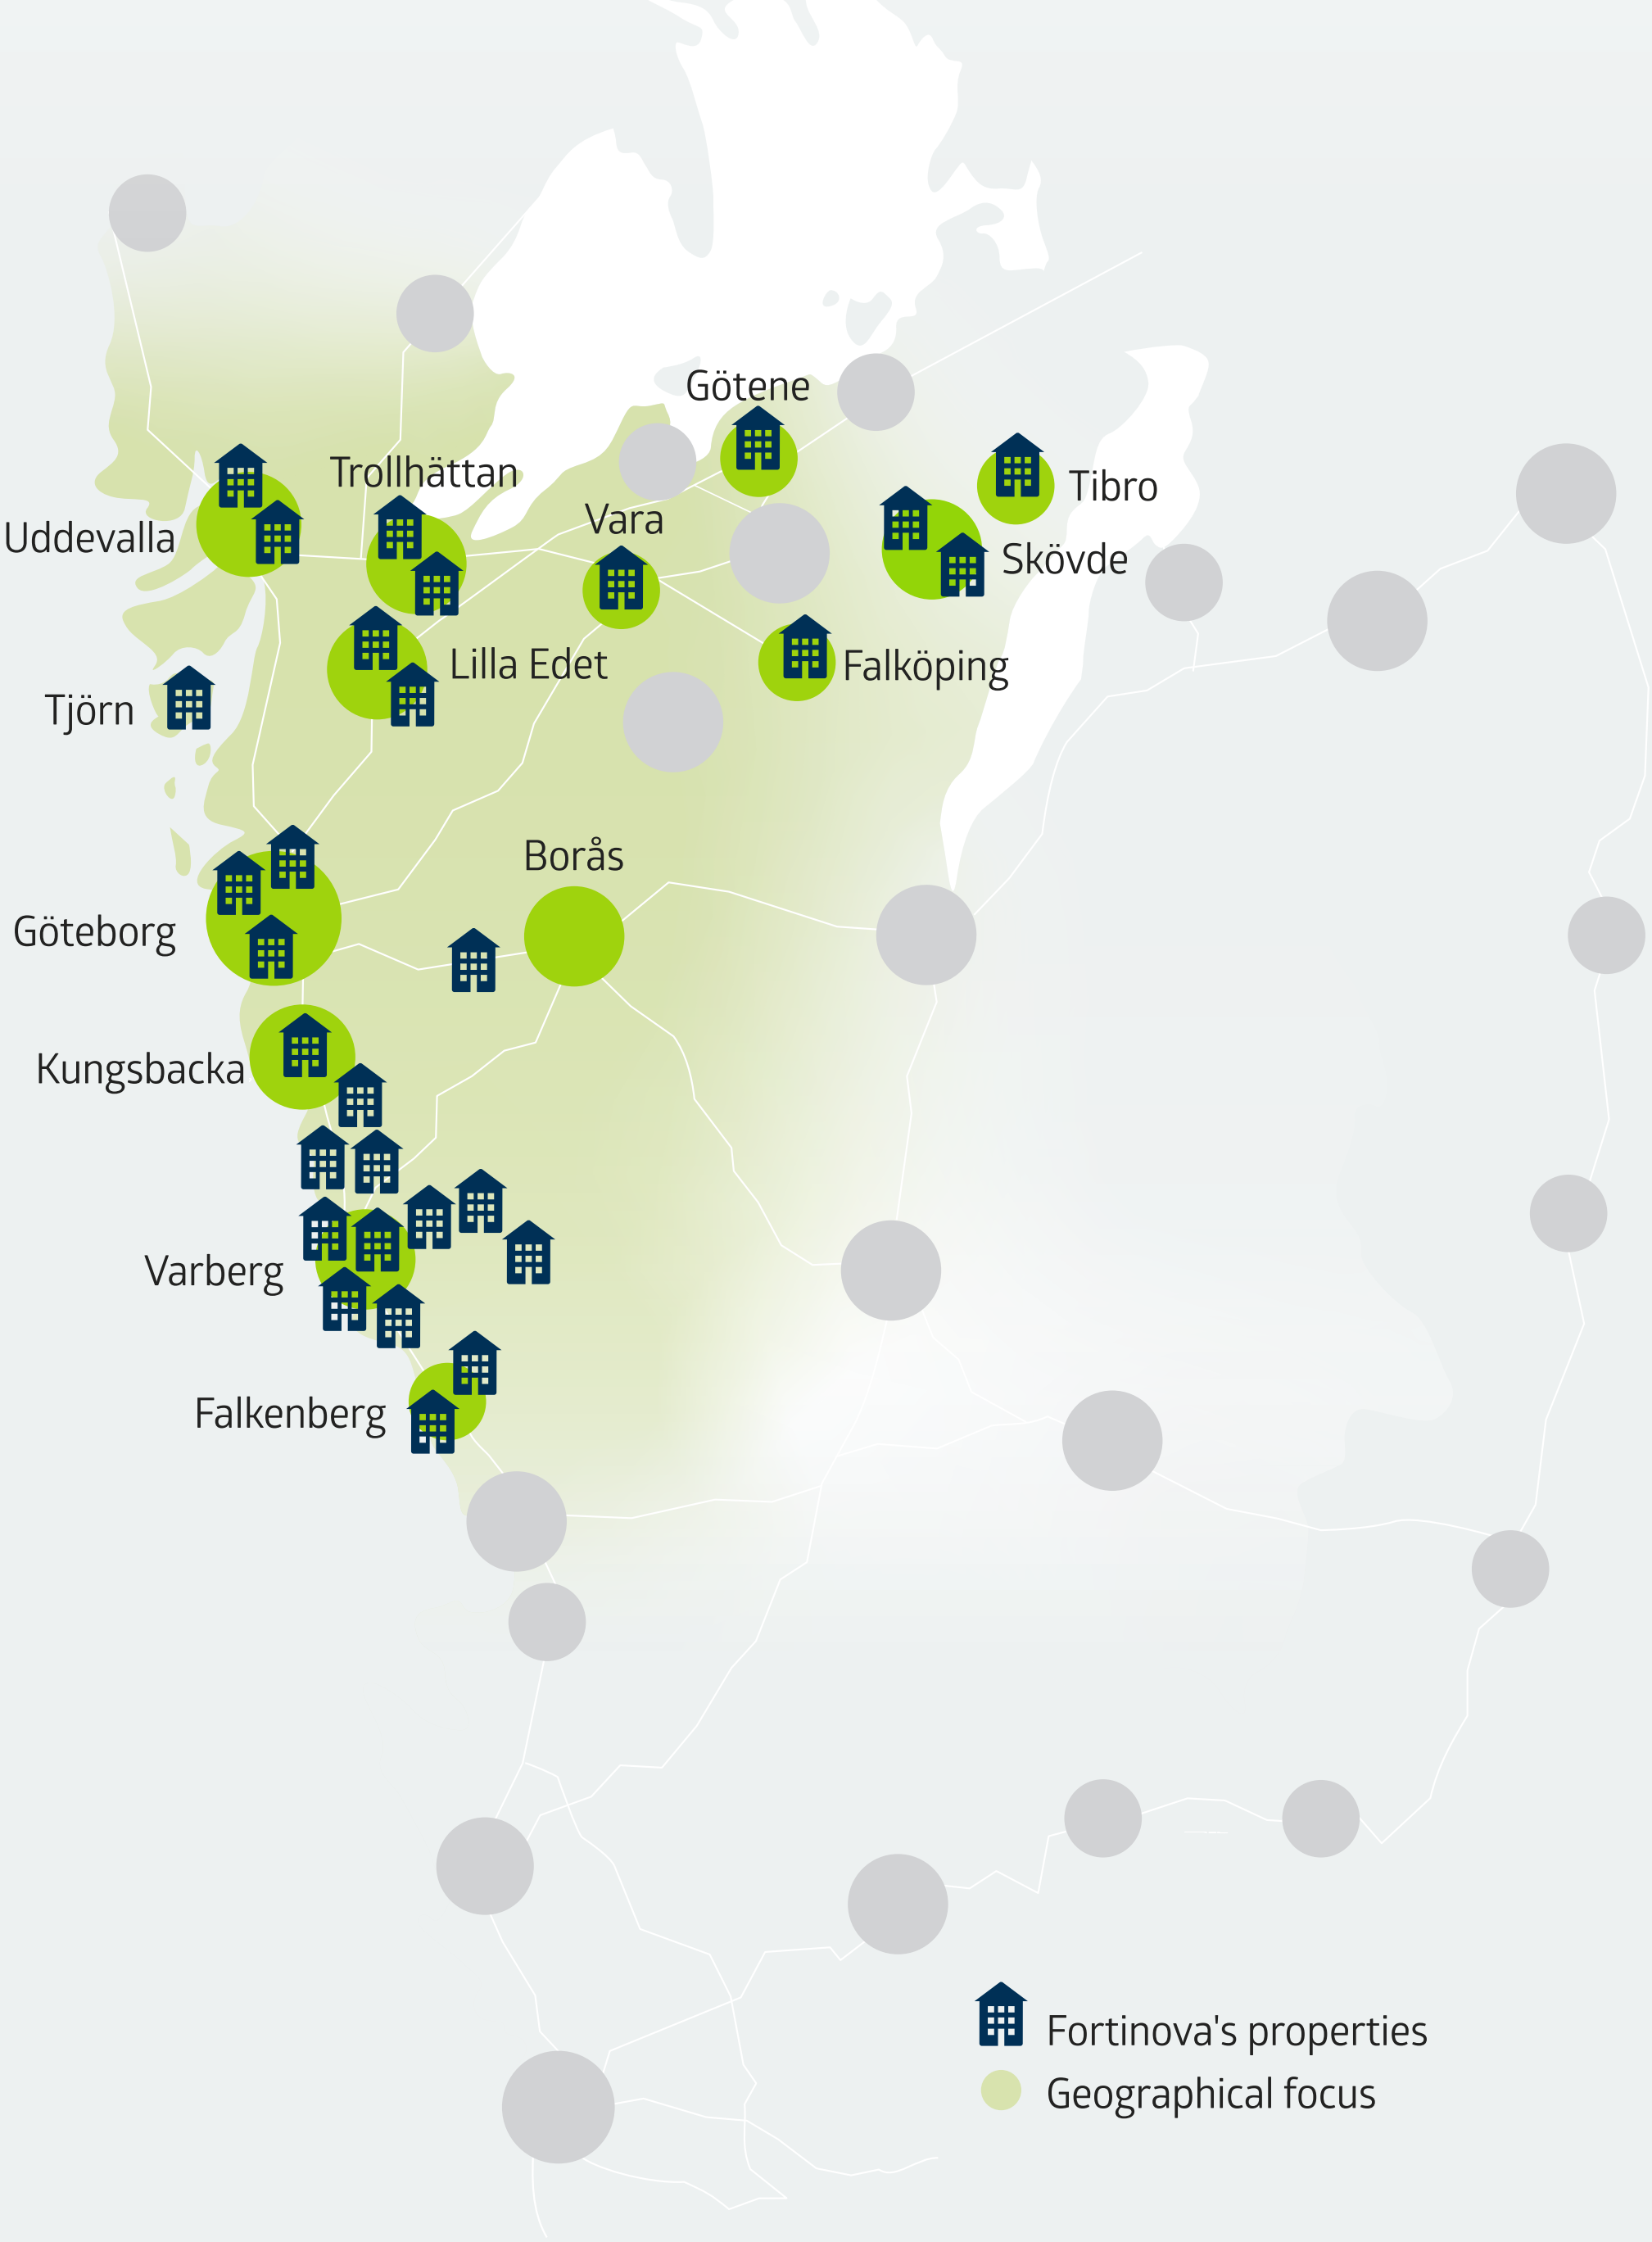 Götene
Trollhättan
Tibro
Vara
Uddevalla
Skövde
Lilla Edet
Falköping
Tjörn
Borås
Göteborg
Kungsbacka
Varberg
Falkenberg
Fortinova's properties
Geographical focus